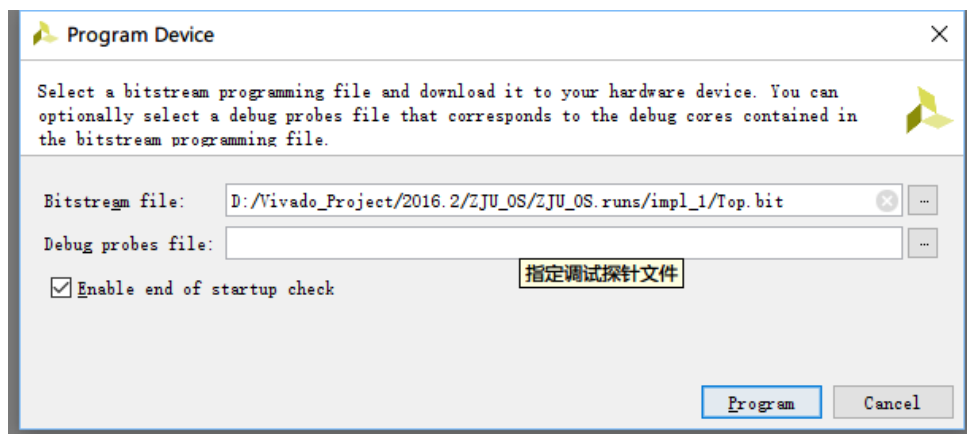 Program Device
Select a bitstream programming file and download it to your hardware device. You can
optionally select a debug probes file that corresponds to the debug cores contained in
the bitstream programming file.
Bitstream file: D:/Vivado_Project/2016.2/ZJU_OS/ZJU_OS.runs/impl_1/Top.bit ...
Debug probes file: ...
指定调试探针文件
Enable end of startup check
Program Cancel